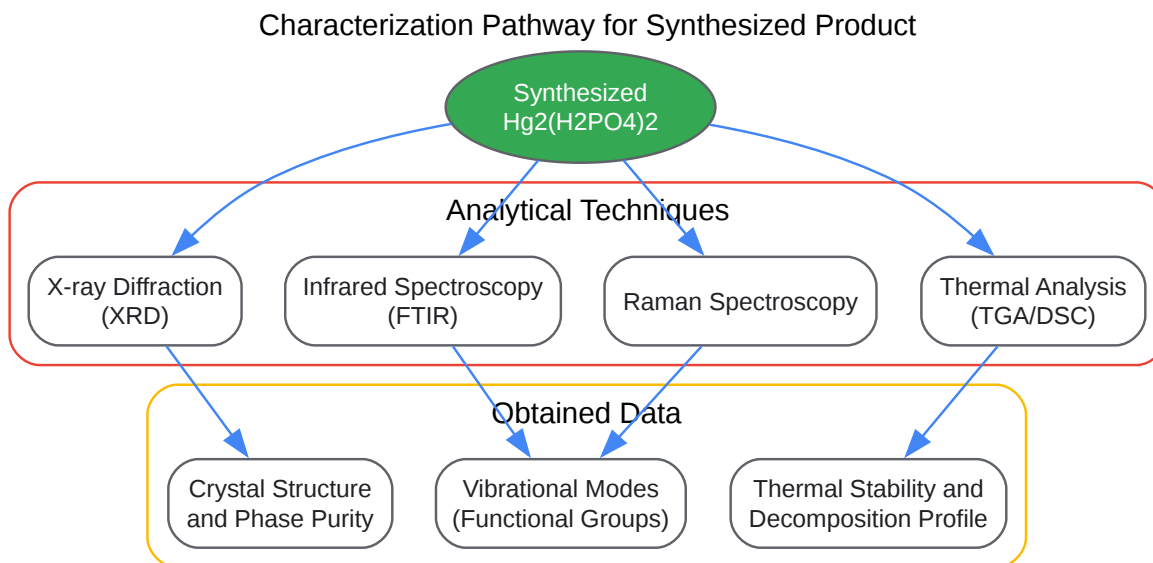 Characterization Pathway for Synthesized Product
Synthesized
Hg2(H2PO4)2
Analytical Techniques
X-ray Diffraction
(XRD)
Infrared Spectroscopy
(FTIR)
Raman Spectroscopy
Thermal Analysis
(TGA/DSC)
Obtained Data
Crystal Structure
and Phase Purity
Vibrational Modes
(Functional Groups)
Thermal Stability and
Decomposition Profile